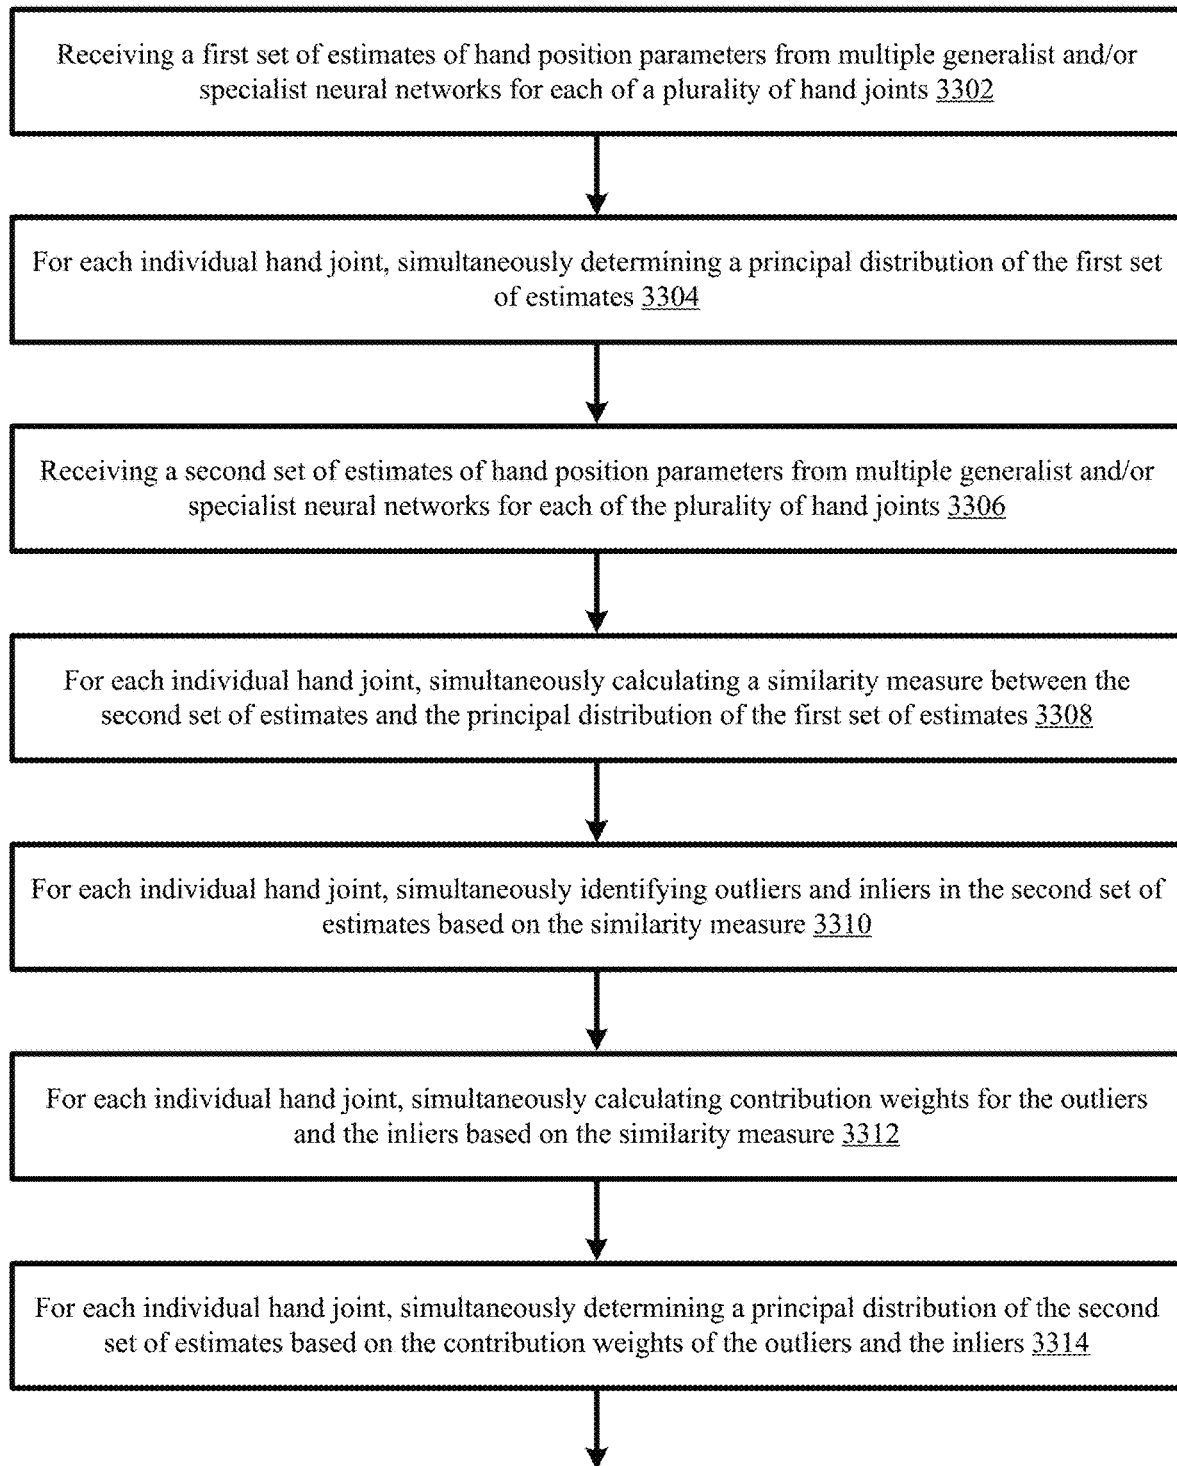 Receiving a first set of estimates of hand position parameters from multiple generalist and/or
specialist neural networks for each of a plurality of hand joints 3302
For each individual hand joint, simultaneously determining a principal distribution of the first set
of estimates 3304
Receiving a second set of estimates of hand position parameters from multiple generalist and/or
specialist neural networks for each of the plurality of hand joints 3306
For each individual hand joint, simultaneously calculating a similarity measure between the
second set of estimates and the principal distribution of the first set of estimates 3308
For each individual hand joint, simultaneously identifying outliers and inliers in the second set of
estimates based on the similarity measure 3310
For each individual hand joint, simultaneously calculating contribution weights for the outliers
and the inliers based on the similarity measure 3312
For each individual hand joint, simultaneously determining a principal distribution of the second
set of estimates based on the contribution weights of the outliers and the inliers 3314